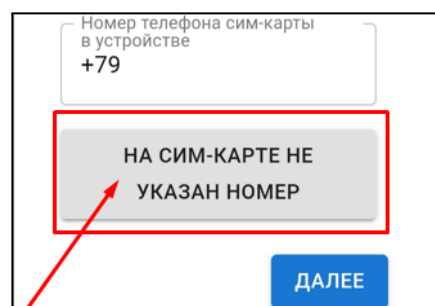 Номер телефона сим-карты
в устройстве
+79
НА СИМ-КАРТЕ НЕ
УКАЗАН НОМЕР
ДАЛЕЕ